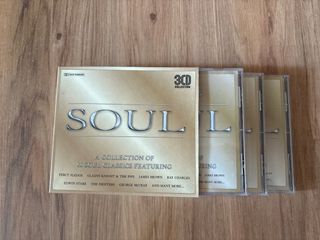 3CD
COLLECTION
SOUL
A COLLECTION OF
SOUL CLASSICS FEATURING
PERCY SLEDGE GLADYS KNIGHT & THE PIPS JAMES BROWN RAY CHARLES
EDWIN STARR THE DRIFTERS GEORGE MCCRAE AND MANY MORE...